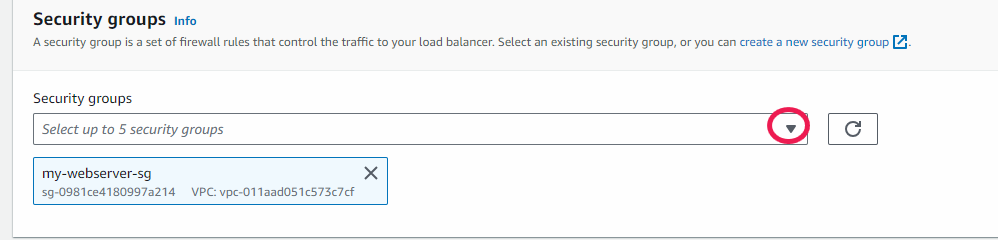 Security groups Info
A security group is a set of firewall rules that control the traffic to your load balancer. Select an existing security group, or you can create a new security group.
Security groups
Select up to 5 security groups
my-webserver-sg
sg-0981ce4180997a214 VPC: vpc-011aad051c573c7cf